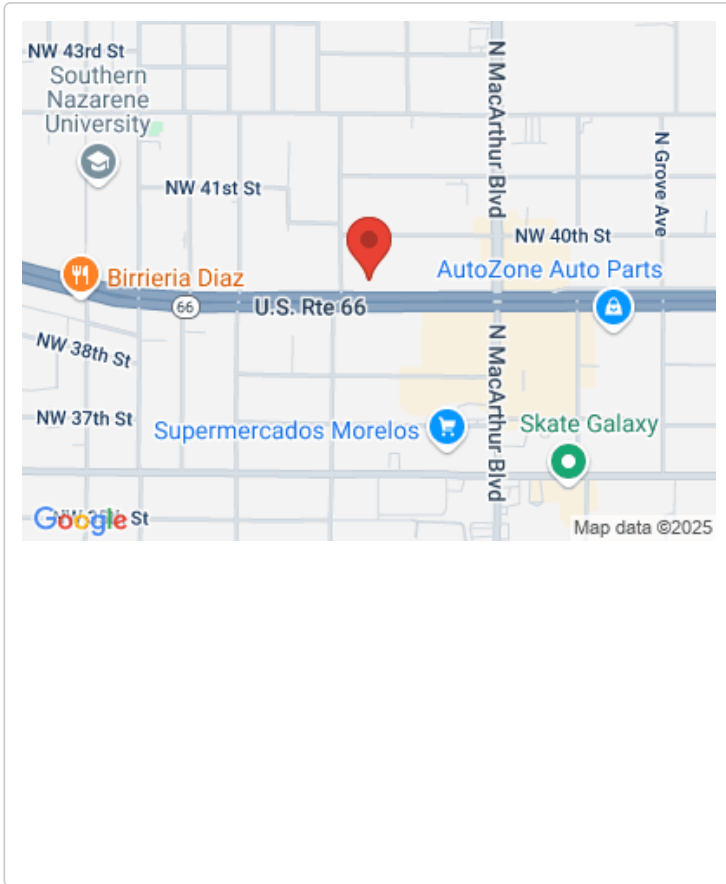 NW 43rd St
Southern
Nazarene
University
N MacArthur Blvd
N Grove Ave
NW 41st St
NW 40th St
AutoZone Auto Parts
Birrieria Diaz
66
U.S. Rte 66
NW 38th St
N MacArthur Blvd
NW 37th St
Supermercados Morelos
Skate Galaxy
Google
St
Map data ©2025